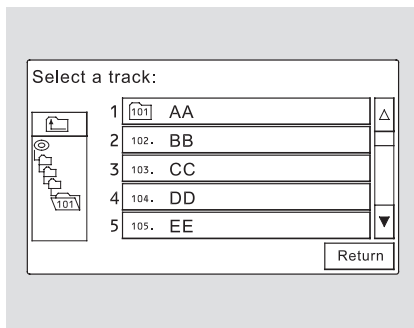 Select a track:
1 101 AA
2 102. BB
3 103. CC
4 104. DD
5 105. EE
101
Return